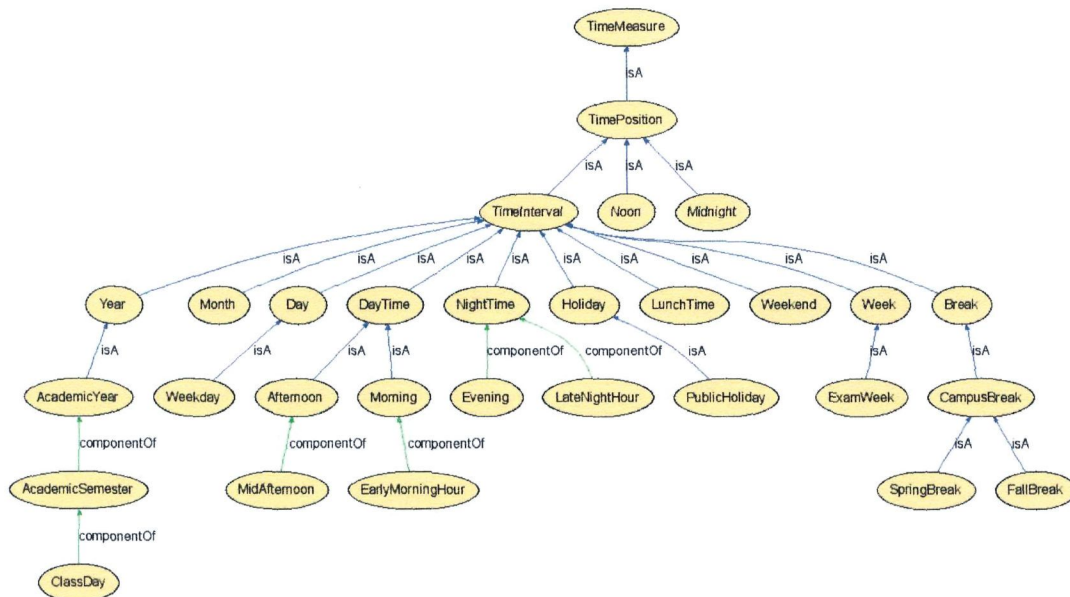 TimeMeasure
isA
TimePosition
isA isA isA
TimeInterval Noon Midnight
isA isA isA isA isA isA isA isA isA isA
Year Month Day DayTime NightTime Holiday LunchTime Weekend Week Break
isA isA isA isA componentOf componentOf isA isA isA
AcademicYear Weekday Afternoon Morning Evening LateNightHour PublicHoliday ExamWeek CampusBreak
componentOf componentOf componentOf isA isA
AcademicSemester MidAfternoon EarlyMorningHour SpringBreak FallBreak
componentOf
ClassDay